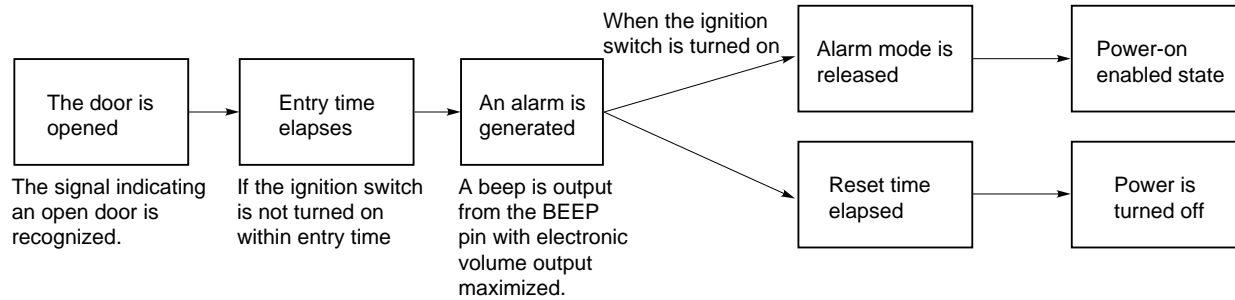 The door is
opened
The signal indicating
an open door is
recognized.
Entry time
elapses
If the ignition switch
is not turned on
within entry time
An alarm is
generated
A beep is output
from the BEEP
pin with electronic
volume output
maximized.
When the ignition
switch is turned on
Alarm mode is
released
Power-on
enabled state
Reset time
elapsed
Power is
turned off